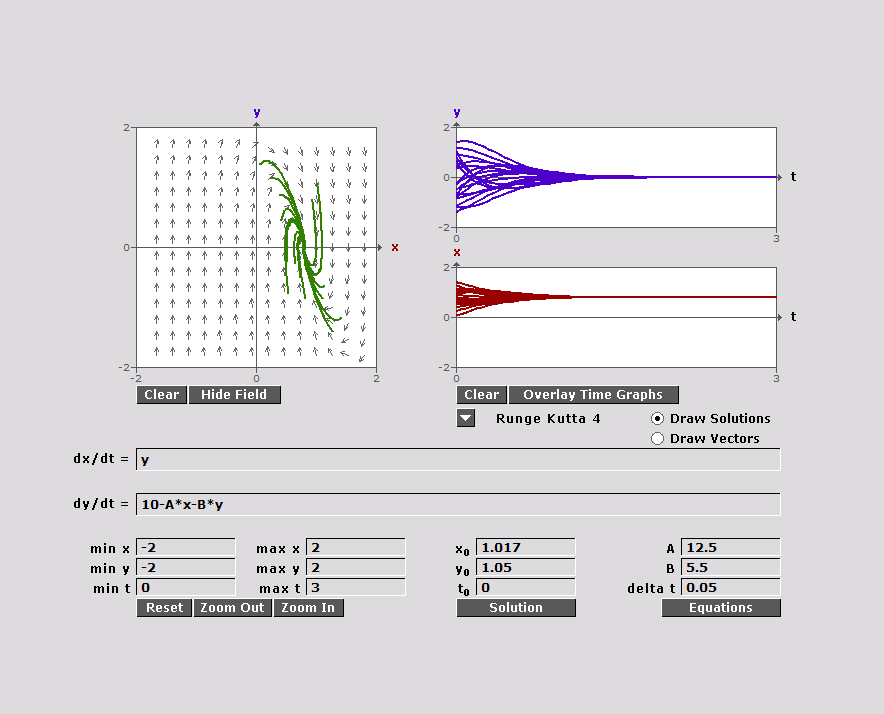 y y
2 2
0 t
-2
0 3
0 x x
2
0 t
-2 -2
-2 0 2 0 3
Clear Hide Field Clear Overlay Time Graphs
Runge Kutta 4 Draw Solutions
Draw Vectors
dx/dt = y
dy/dt = 10-A*x-B*y
min x -2 max x 2 x0 1.017 A 12.5
min y -2 max y 2 y0 1.05 B 5.5
min t 0 max t 3 t0 0 delta t 0.05
Reset Zoom Out Zoom In Solution Equations